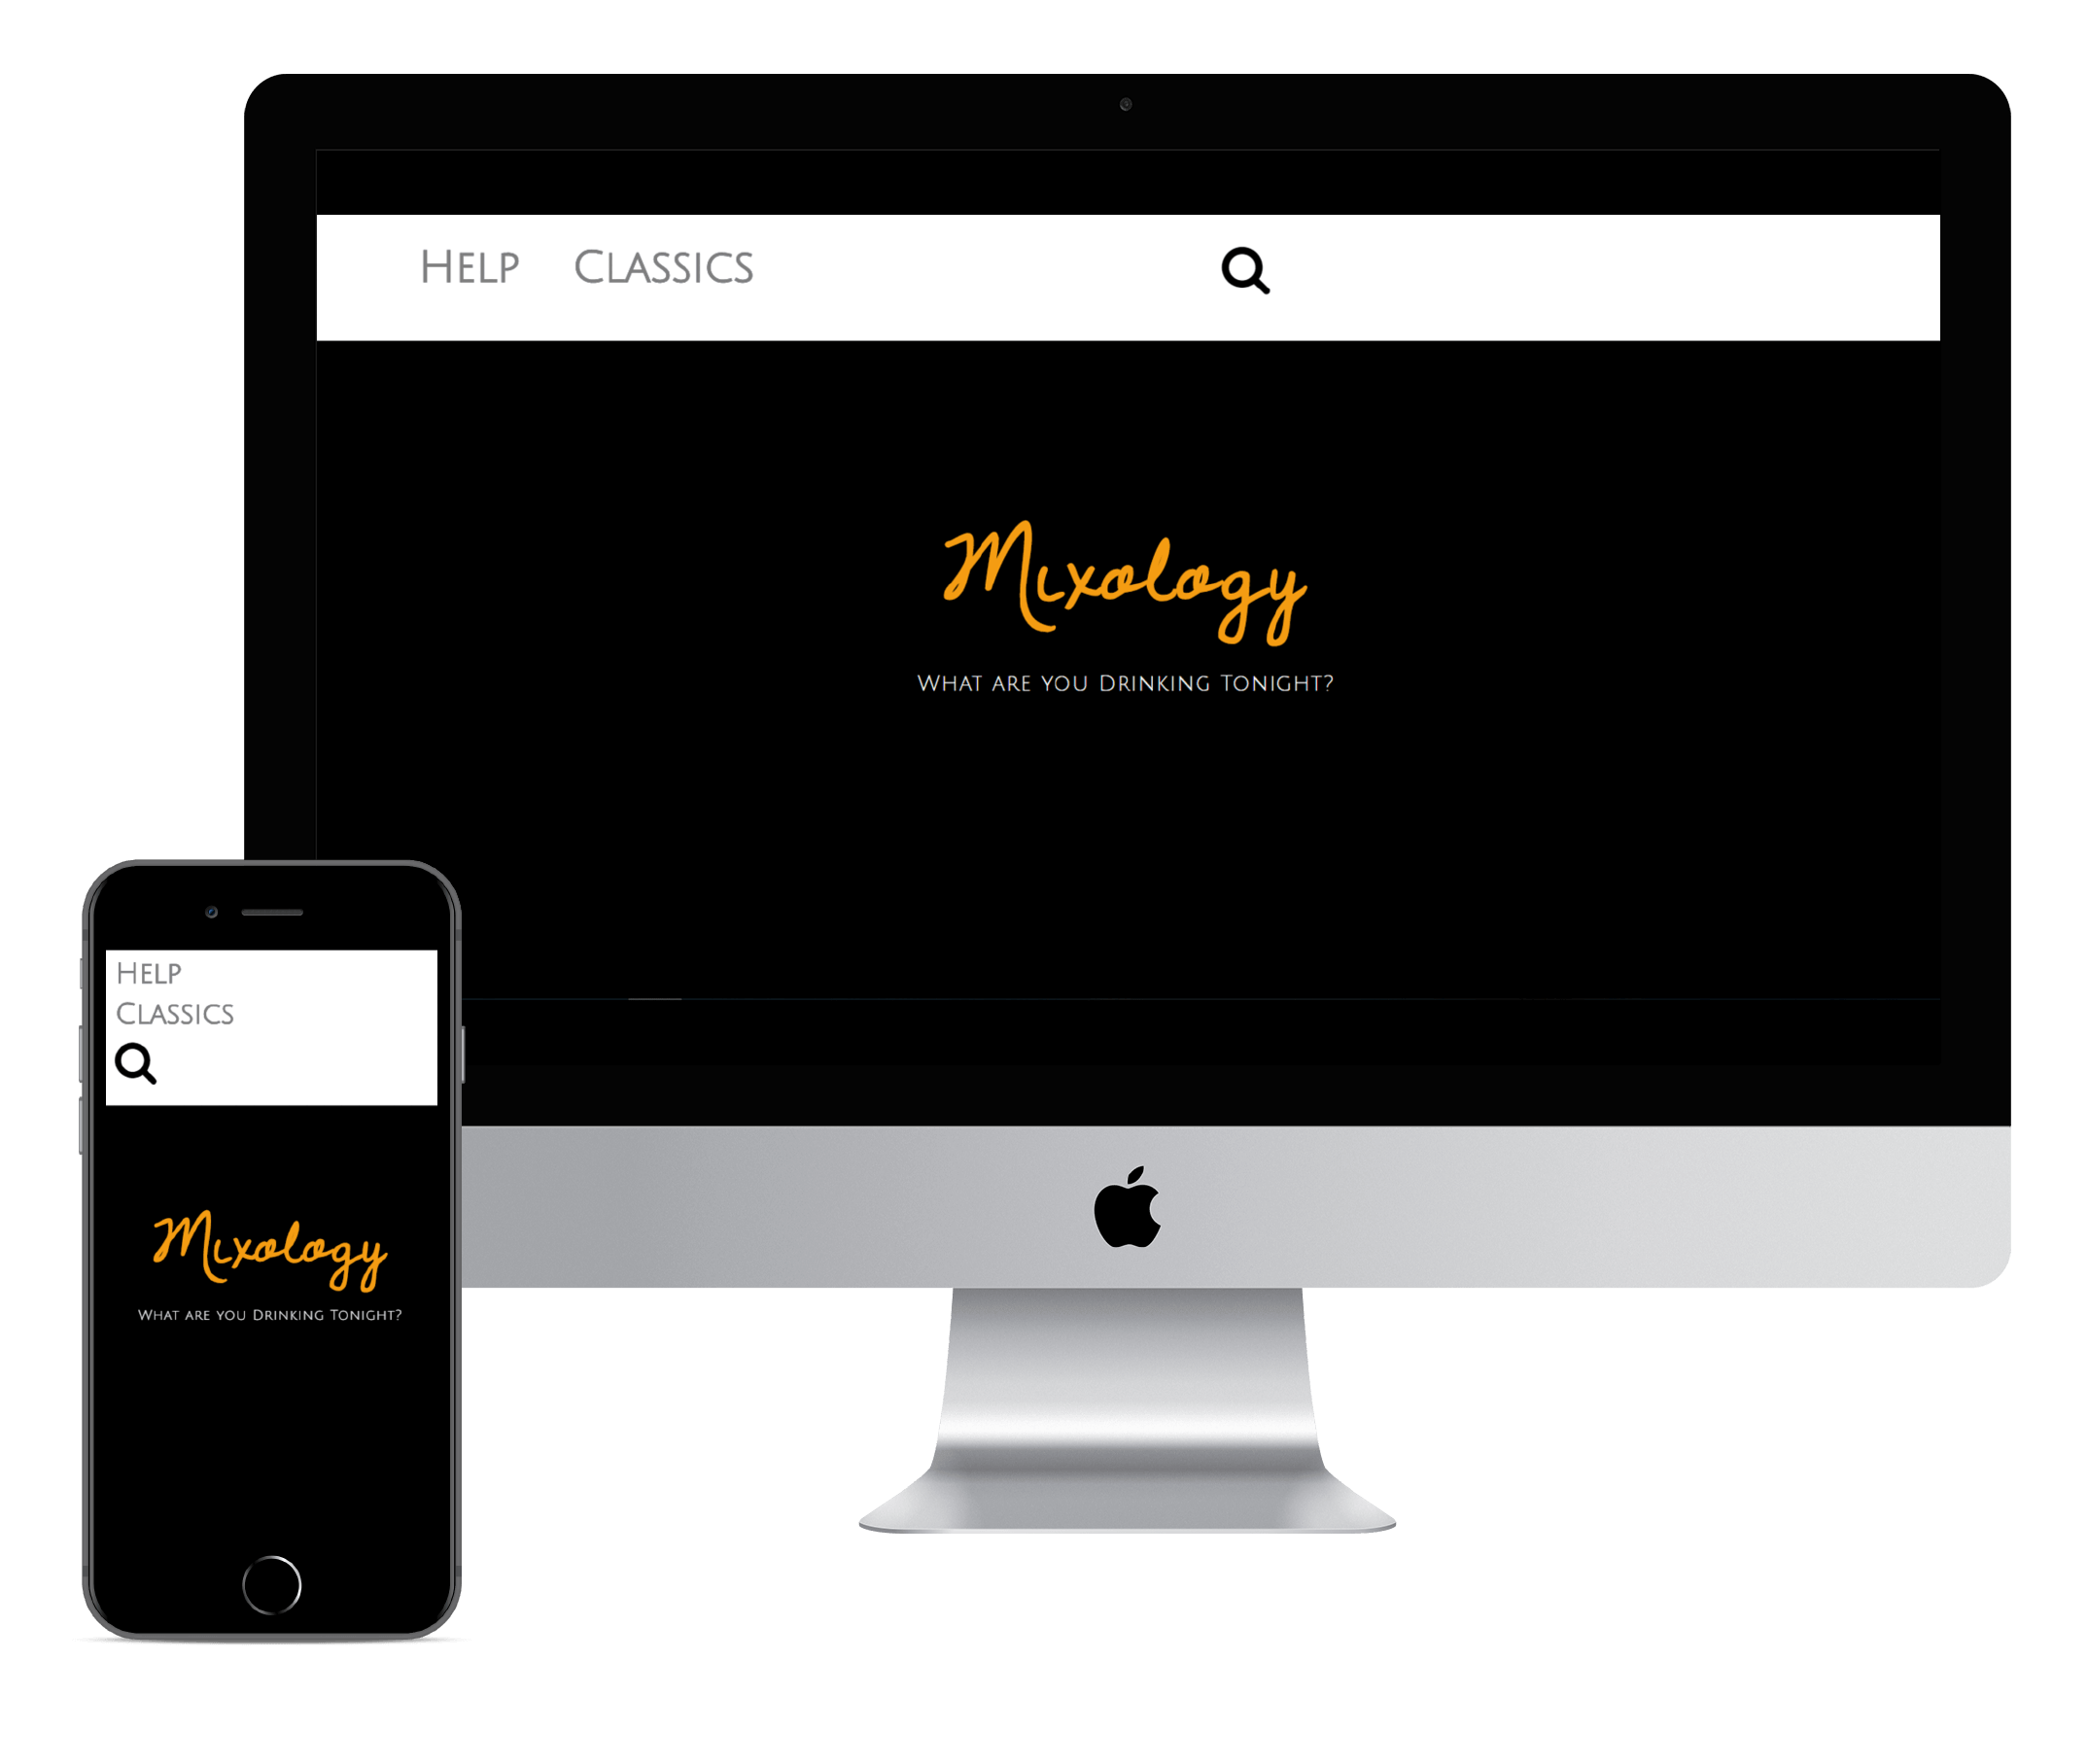 Help Classics
Mixology
What are you Drinking Tonight?
Help
Classics
Mixology
What are you Drinking Tonight?